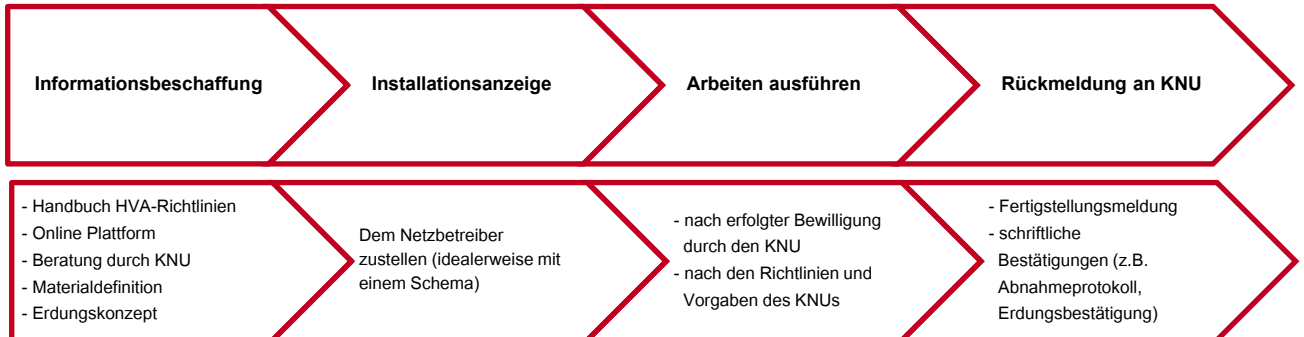 Informationsbeschaffung
Installationsanzeige
Arbeiten ausführen
Rückmeldung an KNU
- Handbuch HVA-Richtlinien
- Online Plattform
- Beratung durch KNU
- Materialdefinition
- Erdungskonzept
Dem Netzbetreiber
zustellen (idealerweise mit
einem Schema)
- nach erfolgter Bewilligung
durch den KNU
- nach den Richtlinien und
Vorgaben des KNUs
- Fertigstellungsmeldung
- schriftliche
Bestätigungen (z.B.
Abnahmeprotokoll,
Erdungsbestätigung)